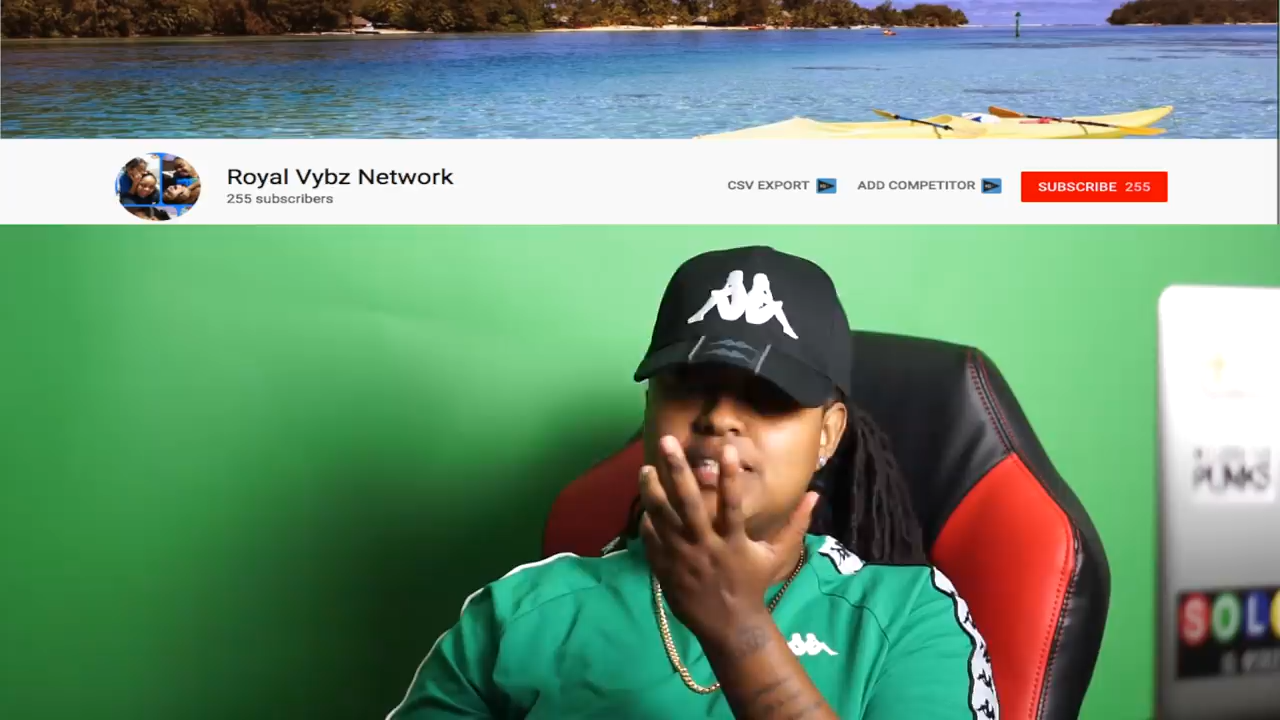 Royal Vybz Network
255 subscribers
CSV EXPORT
ADD COMPETITOR
SUBSCRIBE 255
PUNKS
SOLO